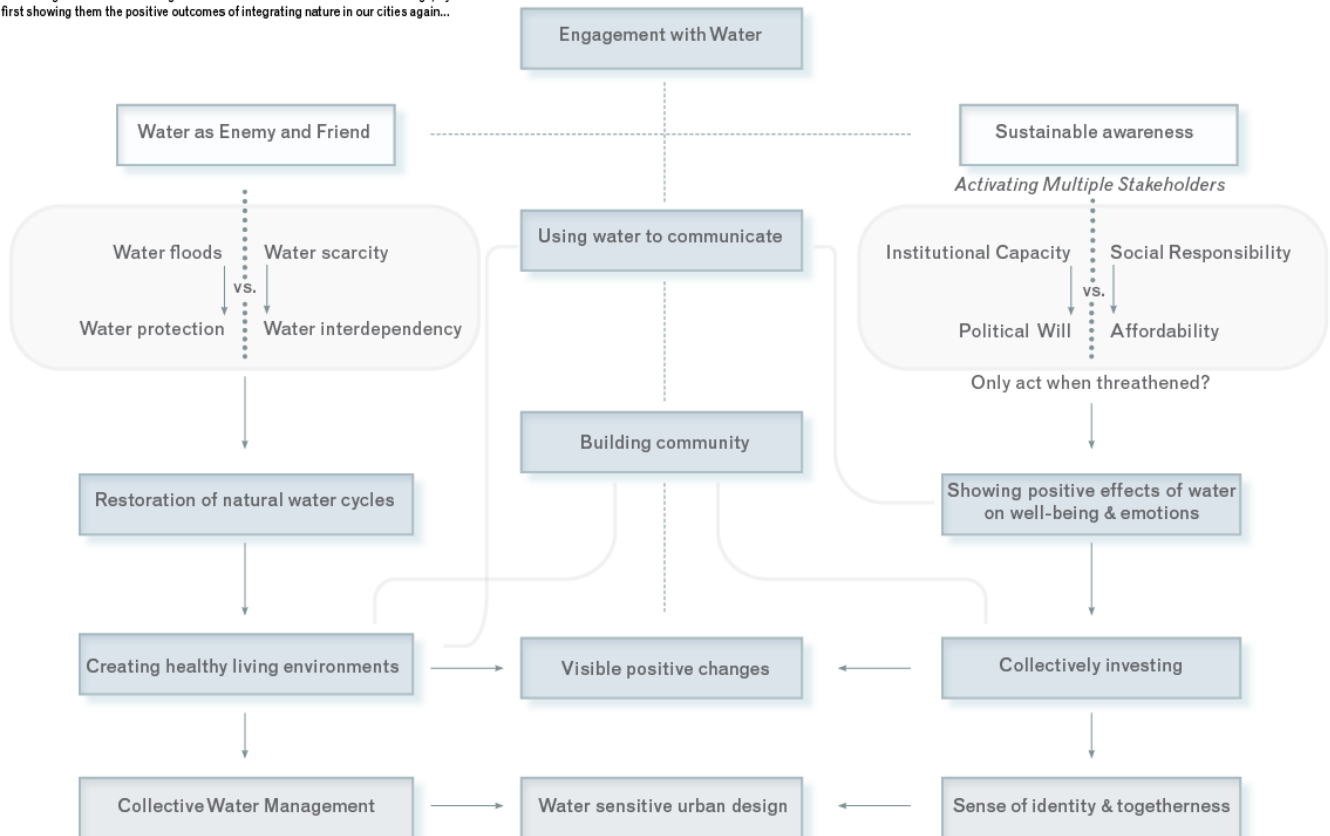 first showing them the positive outcomes of integrating nature in our cities again...
Engagement with Water
Water as Enemy and Friend
Sustainable awareness
Activating Multiple Stakeholders
Using water to communicate
Water floods
Water scarcity
vs.
Water protection
Water interdependency
Institutional Capacity
Social Responsibility
vs.
Political Will
Affordability
Only act when threathened?
Building community
Restoration of natural water cycles
Showing positive effects of water
on well-being & emotions
Creating healthy living environments
Visible positive changes
Collectively investing
Collective Water Management
Water sensitive urban design
Sense of identity & togetherness